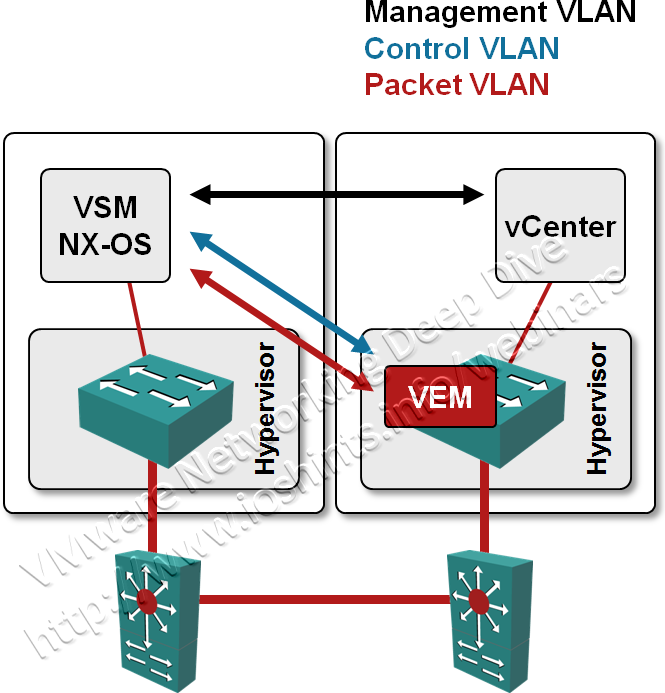 Management VLAN
Control VLAN
Packet VLAN
VSM
NX-OS
vCenter
Hypervisor
VEM
Hypervisor
VMware Networking Deep Dive
http://www.ioshints.info/webinars